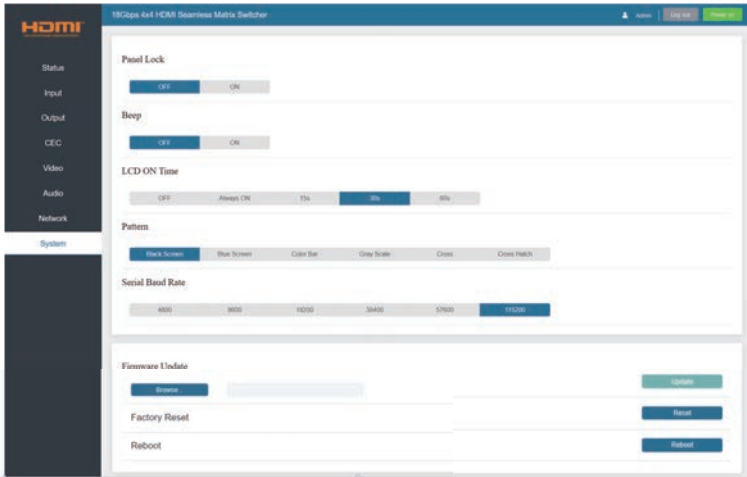 HDMI
18Gbps 4x4 HDMI Seamless Matrix Switcher
Admin
Log out
Power on
Status
Input
Output
CEC
Video
Audio
Network
System
Panel Lock
OFF ON
Beep
OFF ON
LCD ON Time
OFF Always ON 15s 30s 60s
Pattern
Black Screen Blue Screen Color Bar Gray Scale Cross Cross Hatch
Serial Baud Rate
4800 9600 19200 38400 57600 115200
Firmware Update
Browse
Update
Factory Reset
Reset
Reboot
Reboot